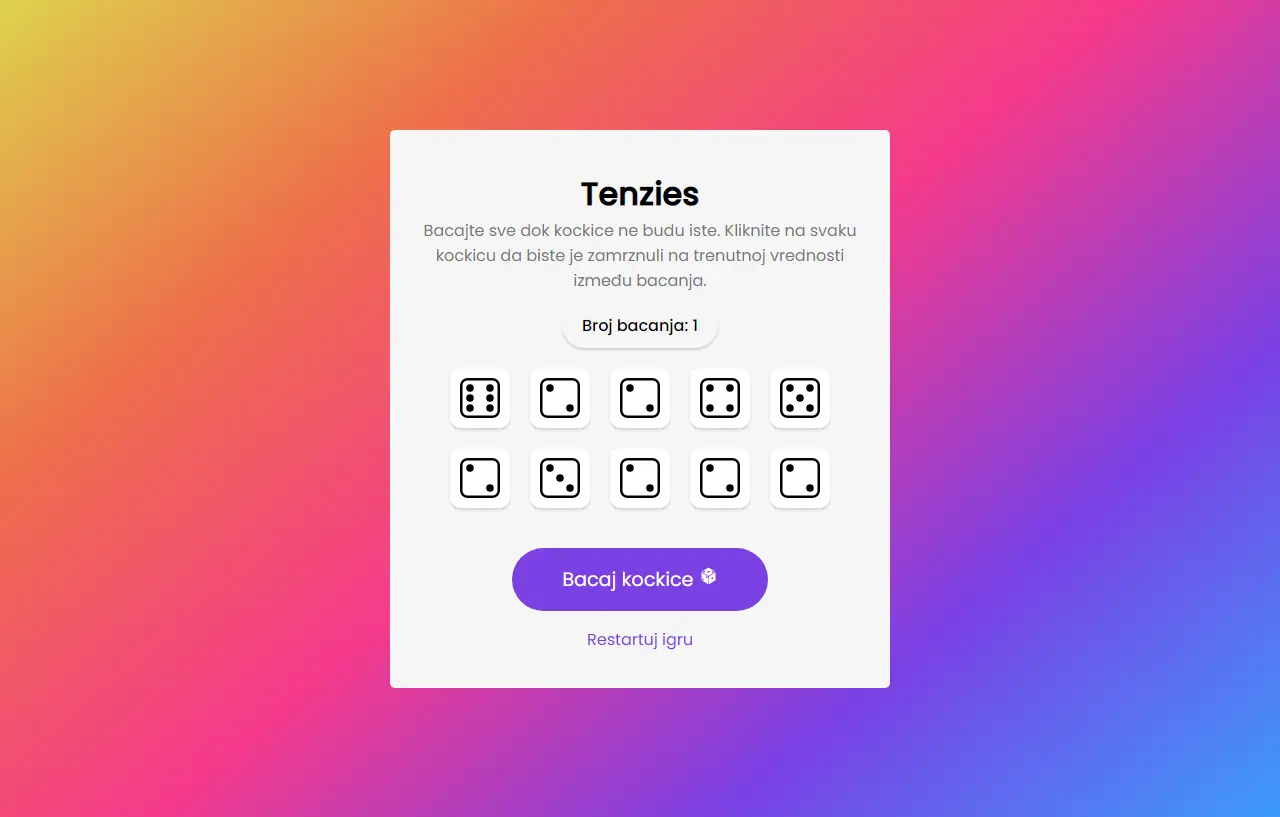 Tenzies
Bacajte sve dok kockice ne budu iste. Kliknite na svaku
kockicu da biste je zamrznuli na trenutnoj vrednosti
između bacanja.
Broj bacanja: 1
Bacaj kockice
Restartuj igru